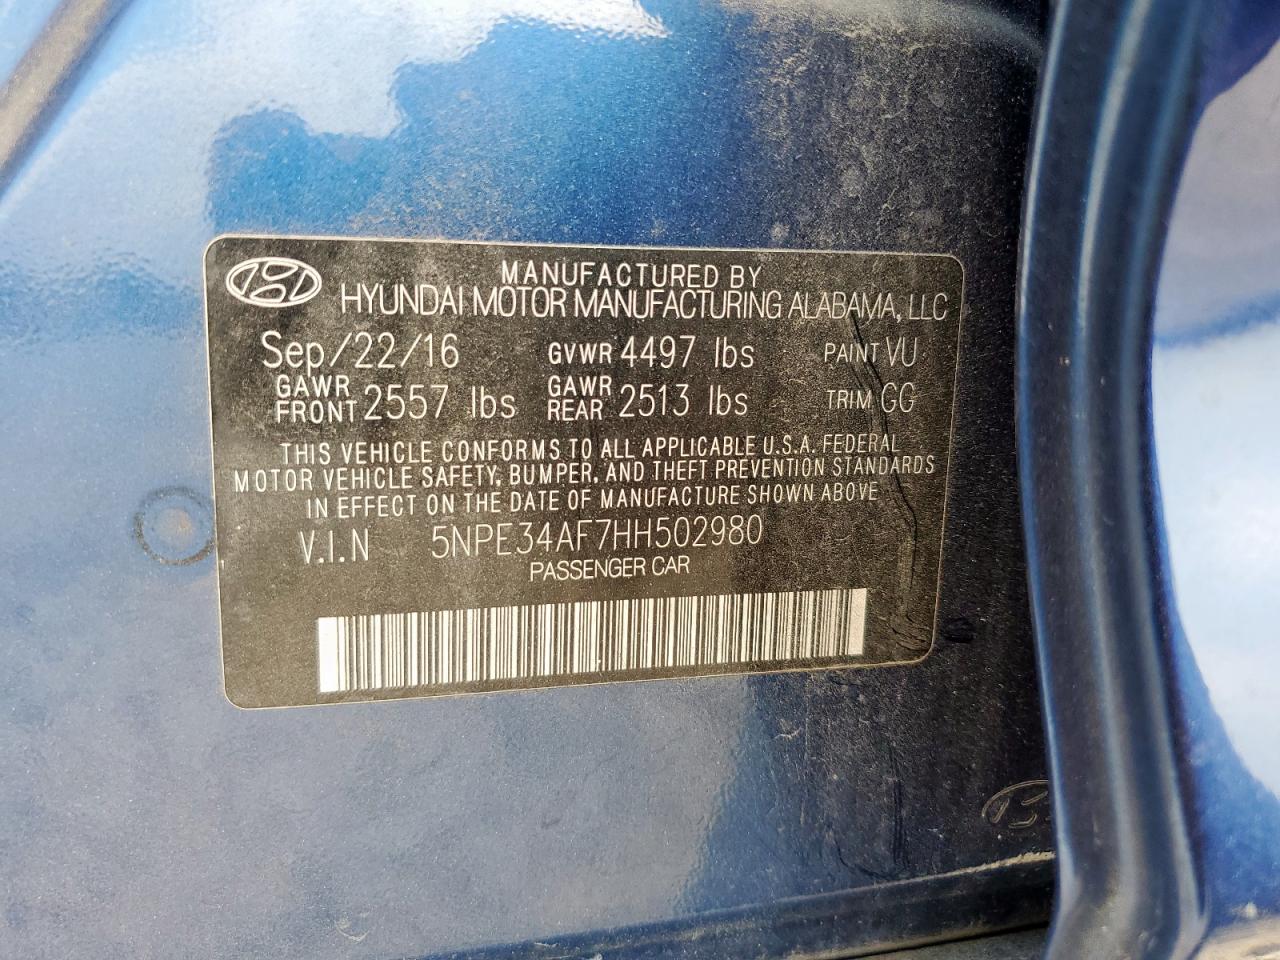 MANUFACTURED BY
HYUNDAI MOTOR MANUFACTURING ALABAMA, LLC
Sep/22/16 GVWR 4497 lbs PAINT VU
GAWR FRONT 2557 lbs GAWR REAR 2513 lbs TRIM GG
THIS VEHICLE CONFORMS TO ALL APPLICABLE U.S.A. FEDERAL
MOTOR VEHICLE SAFETY, BUMPER, AND THEFT PREVENTION STANDARDS
IN EFFECT ON THE DATE OF MANUFACTURE SHOWN ABOVE
V.I.N 5NPE34AF7HH502980
PASSENGER CAR